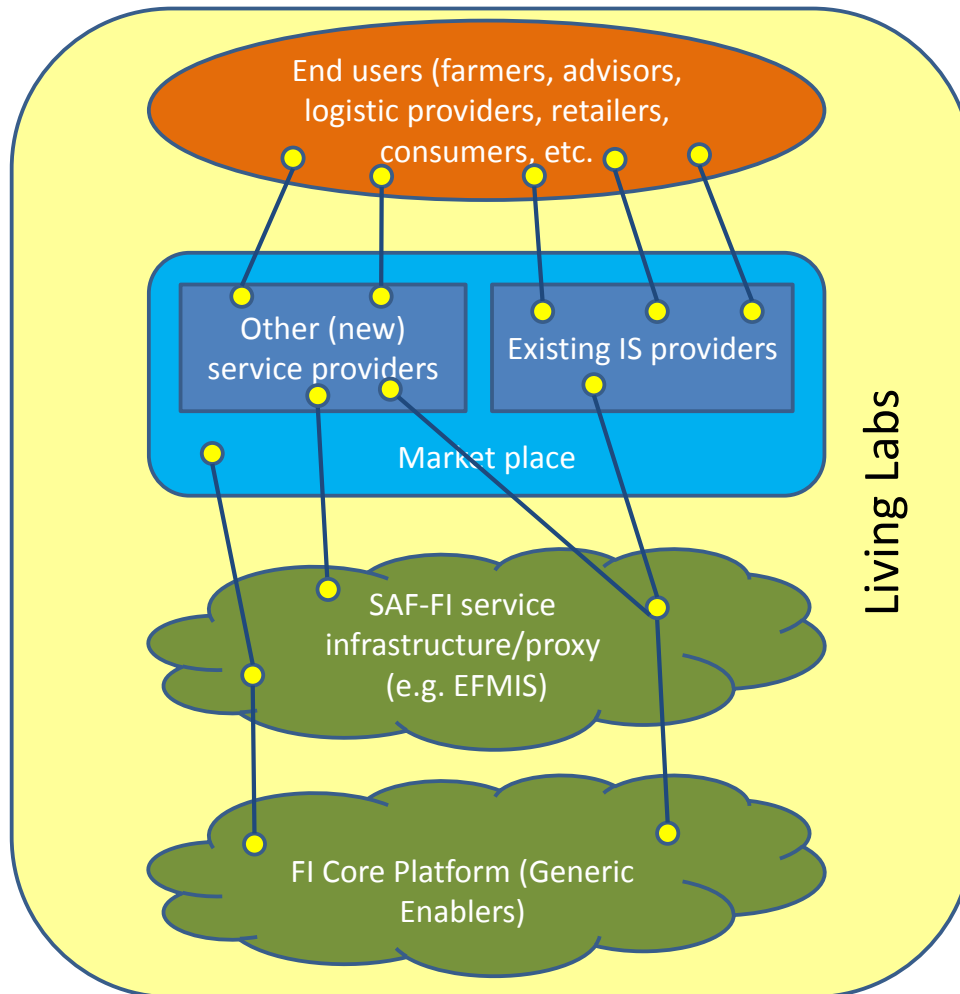 End users (farmers, advisors,
logistic providers, retailers,
consumers, etc.
Other (new)
service providers
Existing IS providers
Market place
Living Labs
SAF-FI service
infrastructure/proxy
(e.g. EFMIS)
FI Core Platform (Generic
Enablers)